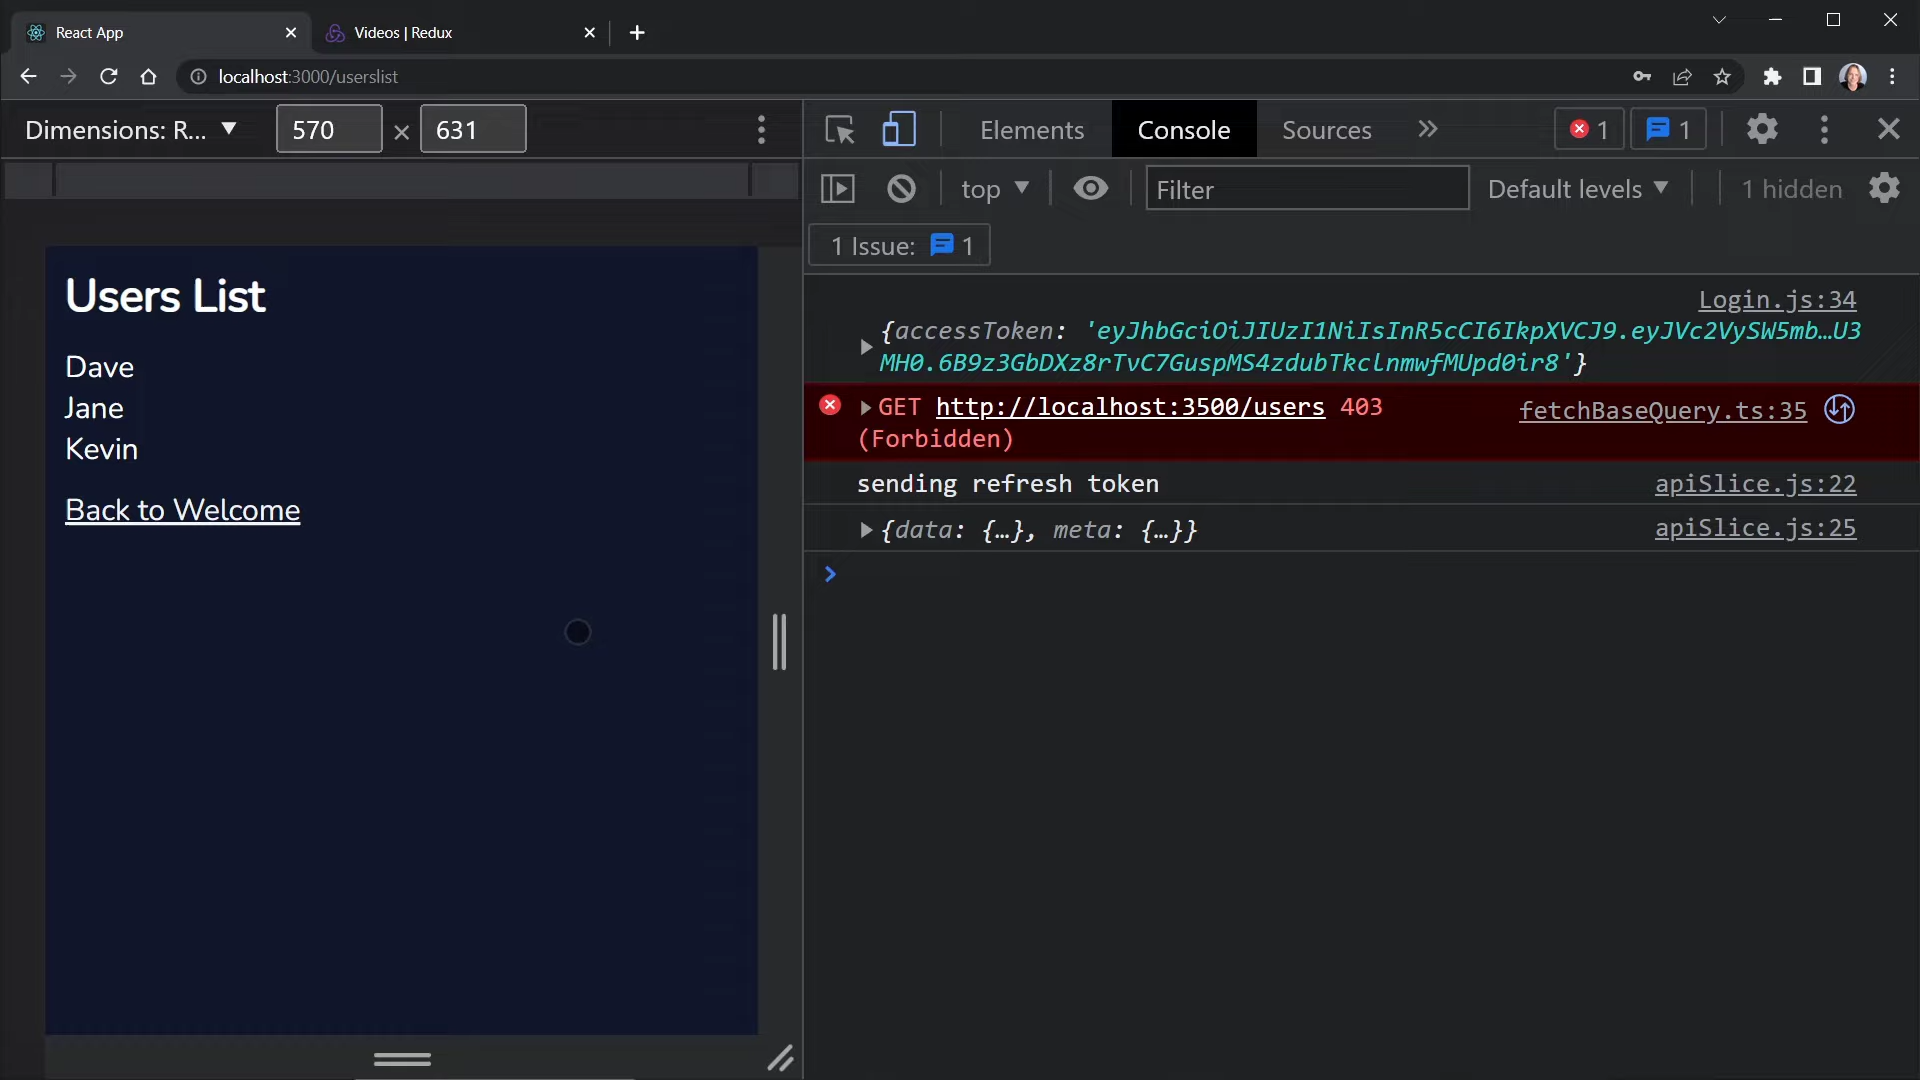 React App
Videos | Redux
localhost:3000/userslist
Dimensions: R...
570 × 631
Elements
Console
Sources
1
1
top
Filter
Default levels
1 hidden
1 Issue: 1
Users List
Dave
Jane
Kevin
Back to Welcome
Login.js:34
{accessToken: 'eyJhbGciOiJIUzI1NiIsInR5cCI6IkpXVCJ9.eyJVc2VySW5mb…U3
MH0.6B9z3GbDXz8rTvC7GuspMS4zdubTkclnmwfMUpd0ir8'}
GET http://localhost:3500/users 403 fetchBaseQuery.ts:35
(Forbidden)
sending refresh token apiSlice.js:22
{data: {…}, meta: {…}} apiSlice.js:25